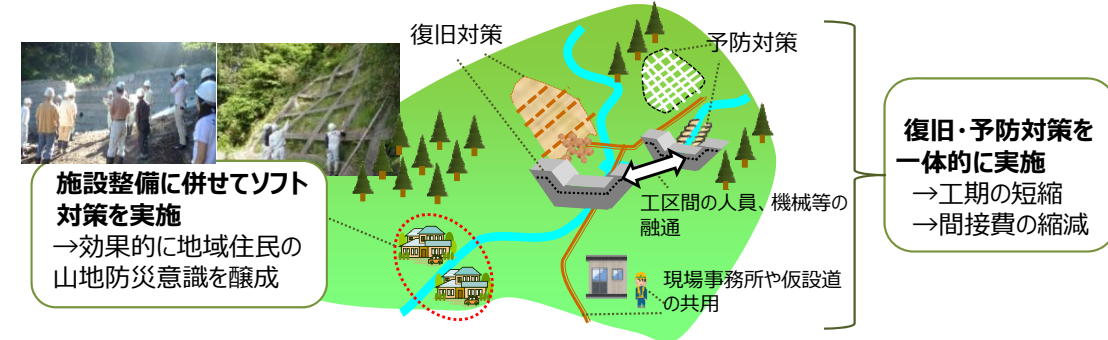 復旧対策
予防対策
施設整備に併せてソフト
対策を実施
→効果的に地域住民の
山地防災意識を醸成
工区間の人員、機械等の
融通
現場事務所や仮設道
の共用
復旧・予防対策を
一体的に実施
→工期の短縮
→間接費の縮減